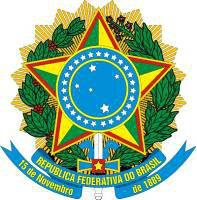 REPÚBLICA FEDERATIVA DO BRASIL
15 de Novembro de 1889